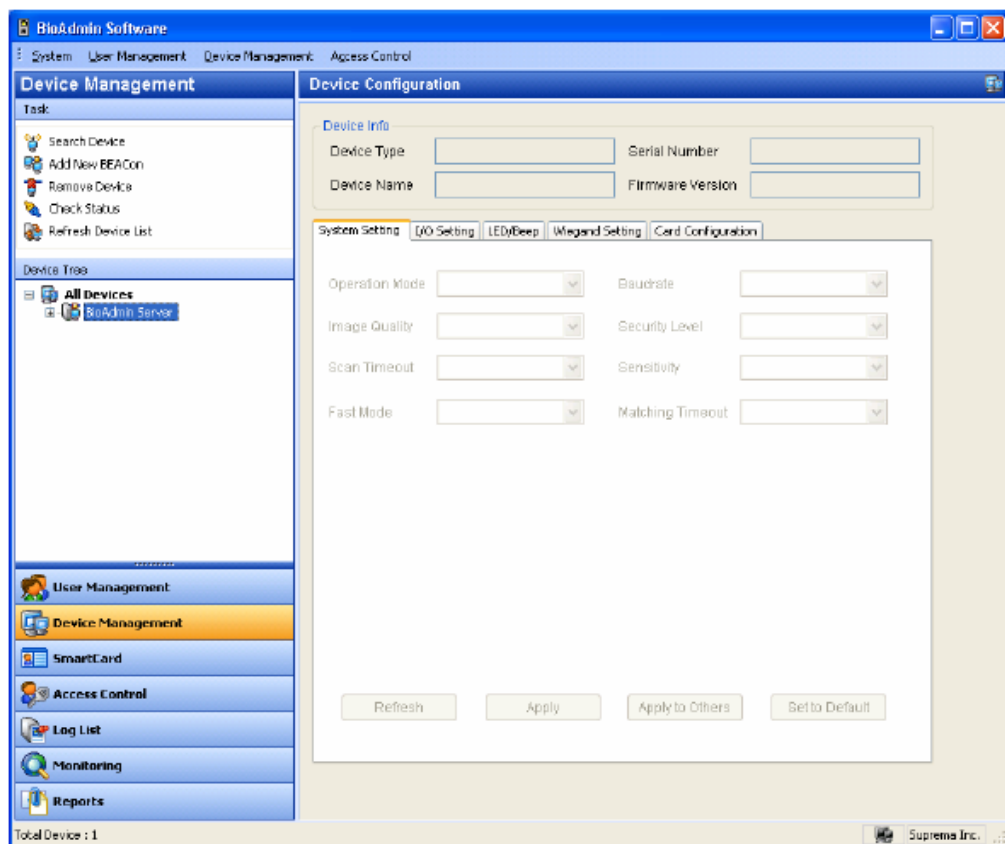 BioAdmin Software
System User Management Device Management Access Control
Device Management
Task
Search Device
Add New BEACon
Remove Device
Check Status
Refresh Device List
Device Tree
All Devices
BioAdmin Server
User Management
Device Management
SmartCard
Access Control
Log List
Monitoring
Reports
Device Configuration
Device Info
Device Type
Serial Number
Device Name
Firmware Version
System Setting I/O Setting LED/Beep Wiegand Setting Card Configuration
Operation Mode
Baudrate
Image Quality
Security Level
Scan Timeout
Sensitivity
Fast Mode
Matching Timeout
Refresh Apply Apply to Others Set to Default
Total Device : 1
Suprema Inc.